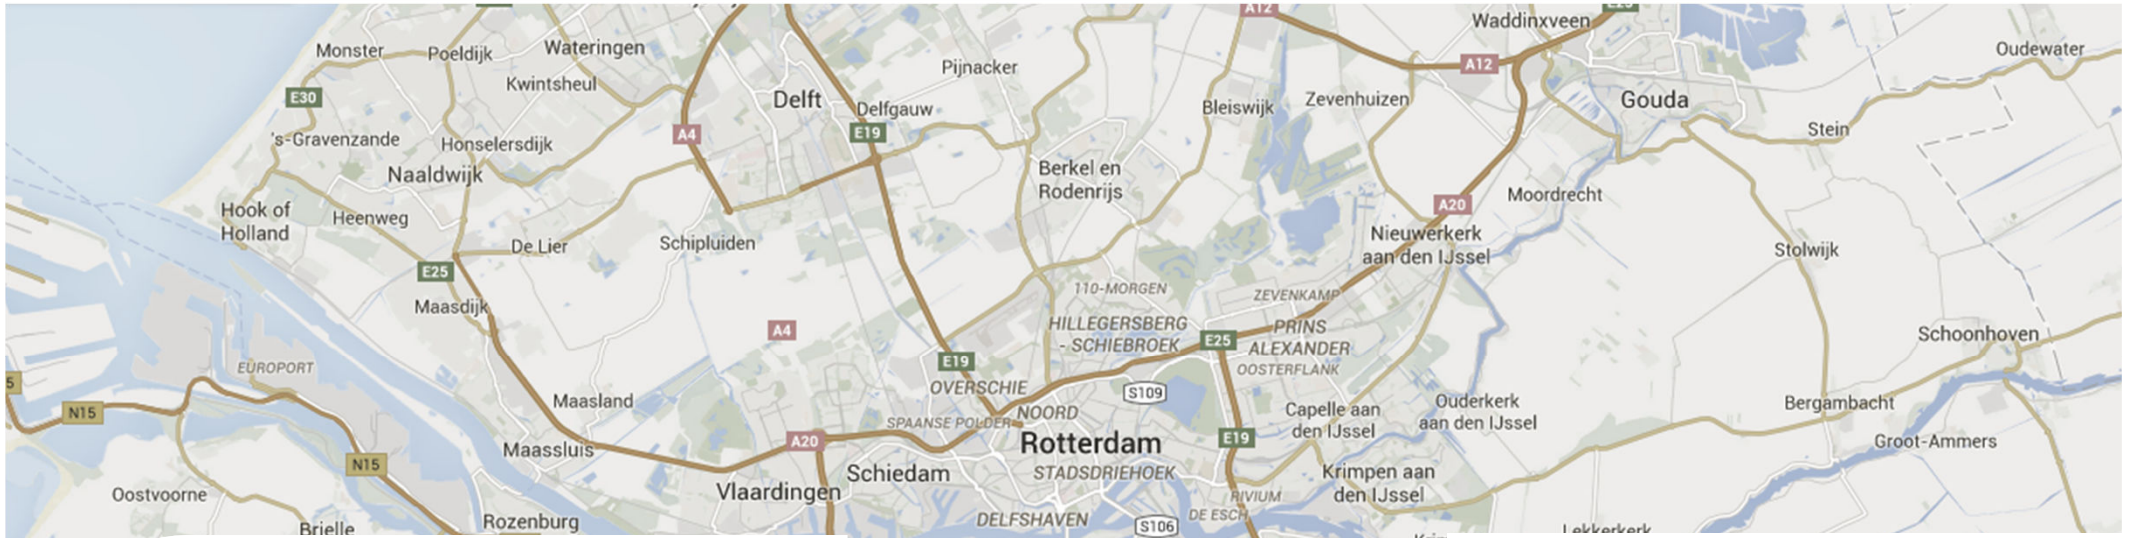 A12
E25
Waddinxveen
Monster
Poeldijk
Wateringen
Oudewater
Pijnacker
A12
Kwintsheul
E30
Delft
Delfgauw
Bleiswijk
Zevenhuizen
Gouda
A4
E19
Stein
's-Gravenzande
Honselersdijk
Naaldwijk
Berkel en
Rodenrijs
A20
Moordrecht
Hook of
Holland
Heenweg
De Lier
Schipluiden
Nieuwerkerk
aan den IJssel
Stolwijk
E25
Maasdijk
110-MORGEN
ZEVENKAMP
A4
HILLEGERSBERG
- SCHIEBROEK
E25
PRINS
ALEXANDER
OOSTERFLANK
Schoonhoven
E19
EUROPORT
OVERSCHIE
5
N15
Maasland
S109
SPAANSE POLDER
NOORD
Capelle aan
den IJssel
Ouderkerk
aan den IJssel
Bergambacht
Maassluis
A20
Rotterdam
E19
Groot-Ammers
N15
Schiedam
STADSDRIEHOEK
Krimpen aan
den IJssel
Oostvoorne
Vlaardingen
RIVIUM
Brielle
Rozenburg
DELFSHAVEN
S106
DE ESCH
Lekkerkerk